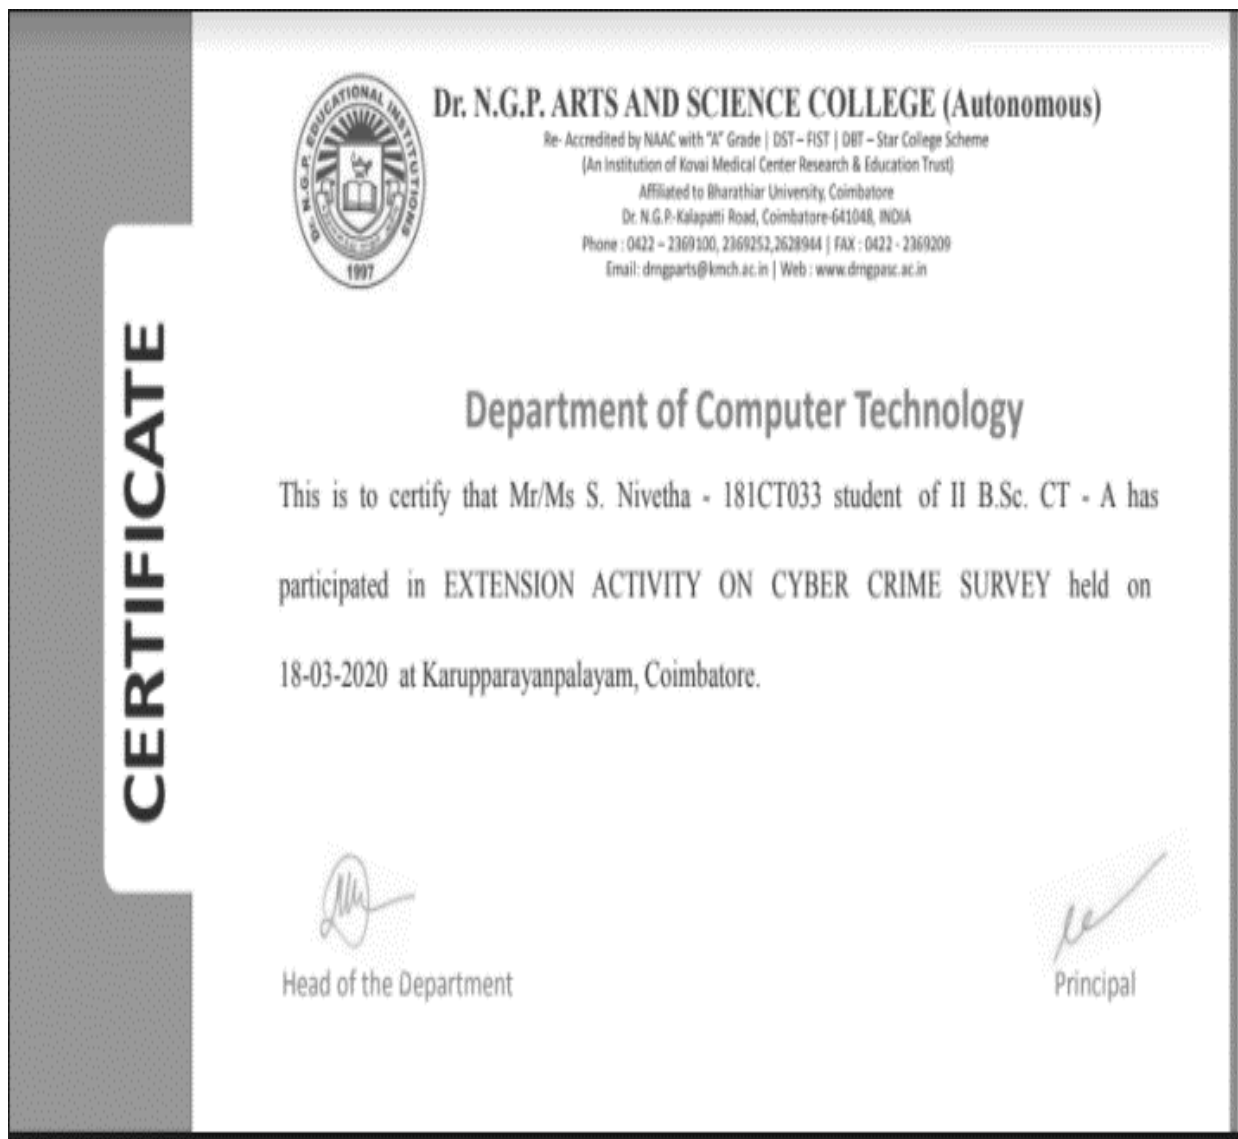 Dr. N.G.P. EDUCATIONAL INSTITUTIONS
1997
Dr. N.G.P. ARTS AND SCIENCE COLLEGE (Autonomous)
Re- Accredited by NAAC with "A" Grade | DST – FIST | DBT – Star College Scheme
(An Institution of Kovai Medical Center Research & Education Trust)
Affiliated to Bharathiar University, Coimbatore
Dr. N.G.P.-Kalapatti Road, Coimbatore-641048, INDIA
Phone : 0422 – 2369100, 2369252,2628944 | FAX : 0422 - 2369209
Email: drngparts@kmch.ac.in | Web : www.drngpasc.ac.in
CERTIFICATE
Department of Computer Technology
This is to certify that Mr/Ms S. Nivetha - 181CT033 student of II B.Sc. CT - A has
participated in EXTENSION ACTIVITY ON CYBER CRIME SURVEY held on
18-03-2020 at Karupparayanpalayam, Coimbatore.
Head of the Department
Principal